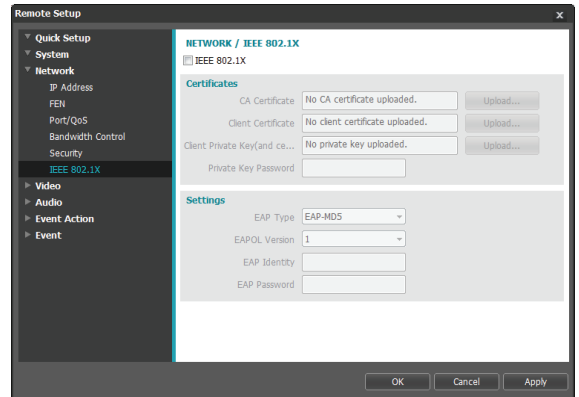 Remote Setup
x
Quick Setup
System
Network
IP Address
FEN
Port/QoS
Bandwidth Control
Security
IEEE 802.1X
Video
Audio
Event Action
Event
NETWORK / IEEE 802.1X
IEEE 802.1X
Certificates
CA Certificate No CA certificate uploaded. Upload...
Client Certificate No client certificate uploaded. Upload...
Client Private Key(and ce... No private key uploaded. Upload...
Private Key Password
Settings
EAP Type EAP-MD5
EAPOL Version 1
EAP Identity
EAP Password
OK Cancel Apply